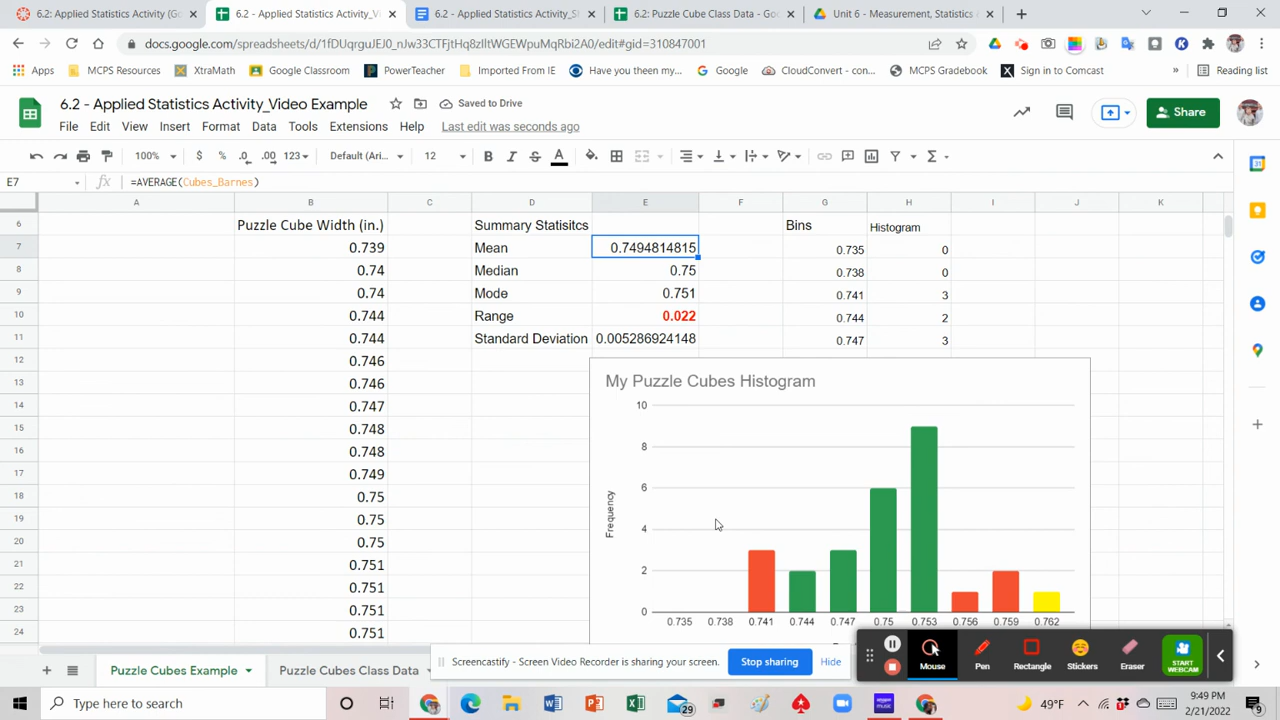 6.2: Applied Statistics Activity (G
6.2 - Applied Statistics Activity_V
6.2 - Applied Statistics Activity_S
6.2: Puzzle Cube Class Data - Goo
Unit 6 - Measurement, Statistics
docs.google.com/spreadsheets/d/
/edit#gid=310847001
Apps
MCPS Resources
XtraMath
GoogleClassroom
PowerTeacher
Imported From IE
Have you theen my...
Google
CloudConvert - con...
MCPS Gradebook
Sign in to Comcast
»
Reading list
6.2 - Applied Statistics Activity_Video Example
Saved to Drive
File Edit View Insert Format Data Tools Extensions Help Last edit was seconds ago
Share
100% $ % .0 .00 123 Default (Ari... 12 B I S A
E7 fx =AVERAGE(Cubes_Barnes)
A B C D E F G H I J K
6 Puzzle Cube Width (in.) Summary Statisitcs Bins Histogram
7 0.739 Mean 0.7494814815 0.735 0
8 0.74 Median 0.75 0.738 0
9 0.74 Mode 0.751 0.741 3
10 0.744 Range 0.022 0.744 2
11 0.744 Standard Deviation 0.005286924148 0.747 3
12 0.746
13 0.746
14 0.747
15 0.748
16 0.748
17 0.749
18 0.75
19 0.75
20 0.75
21 0.751
22 0.751
23 0.751
24 0.751
My Puzzle Cubes Histogram
10
8
6
4
2
0
Frequency
0.735 0.738 0.741 0.744 0.747 0.75 0.753 0.756 0.759 0.762
Mouse
Pen
Rectangle
Stickers
Eraser
START WEBCAM
Puzzle Cubes Example
Puzzle Cubes Class Data
Screencastify - Screen Video Recorder is sharing your screen.
Stop sharing
Hide
Type here to search
29
49°F
9:49 PM
2/21/2022
9